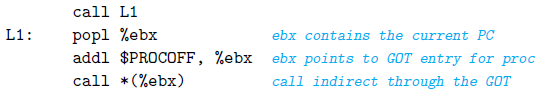 call L1
L1: popl %ebx ebx contains the current PC
addl $PROCOFF, %ebx ebx points to GOT entry for proc
call *(%ebx) call indirect through the GOT